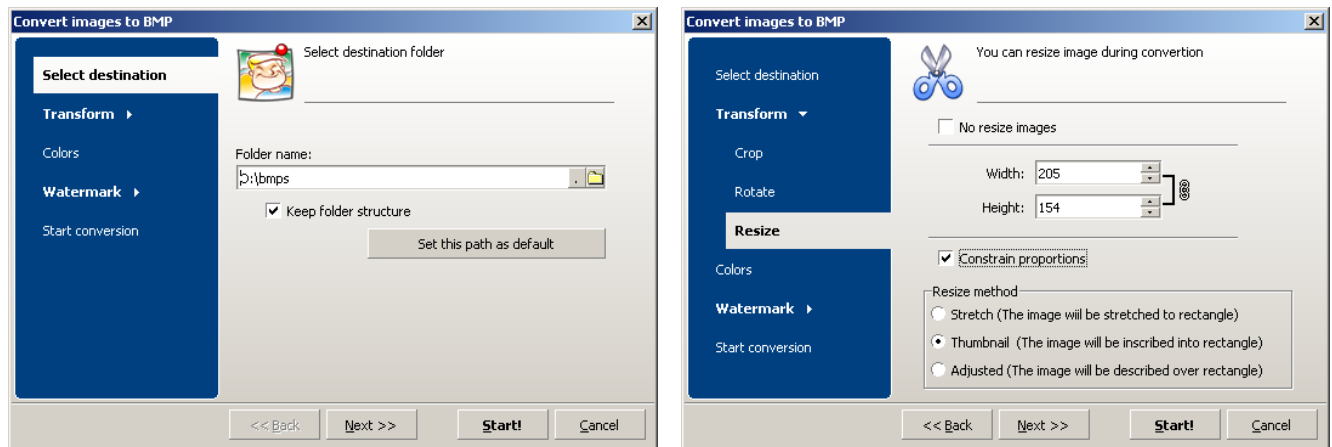 Convert images to BMP
Select destination
Transform
Colors
Watermark
Start conversion
Select destination folder
Folder name:
D:\bmps
.
Keep folder structure
Set this path as default
<< Back
Next >>
Start!
Cancel
Convert images to BMP
Select destination
Transform
Crop
Rotate
Resize
Colors
Watermark
Start conversion
You can resize image during convertion
No resize images
Width: 205
Height: 154
Constrain proportions
Resize method
Stretch (The image wiil be stretched to rectangle)
Thumbnail (The image will be inscribed into rectangle)
Adjusted (The image will be described over rectangle)
<< Back
Next >>
Start!
Cancel